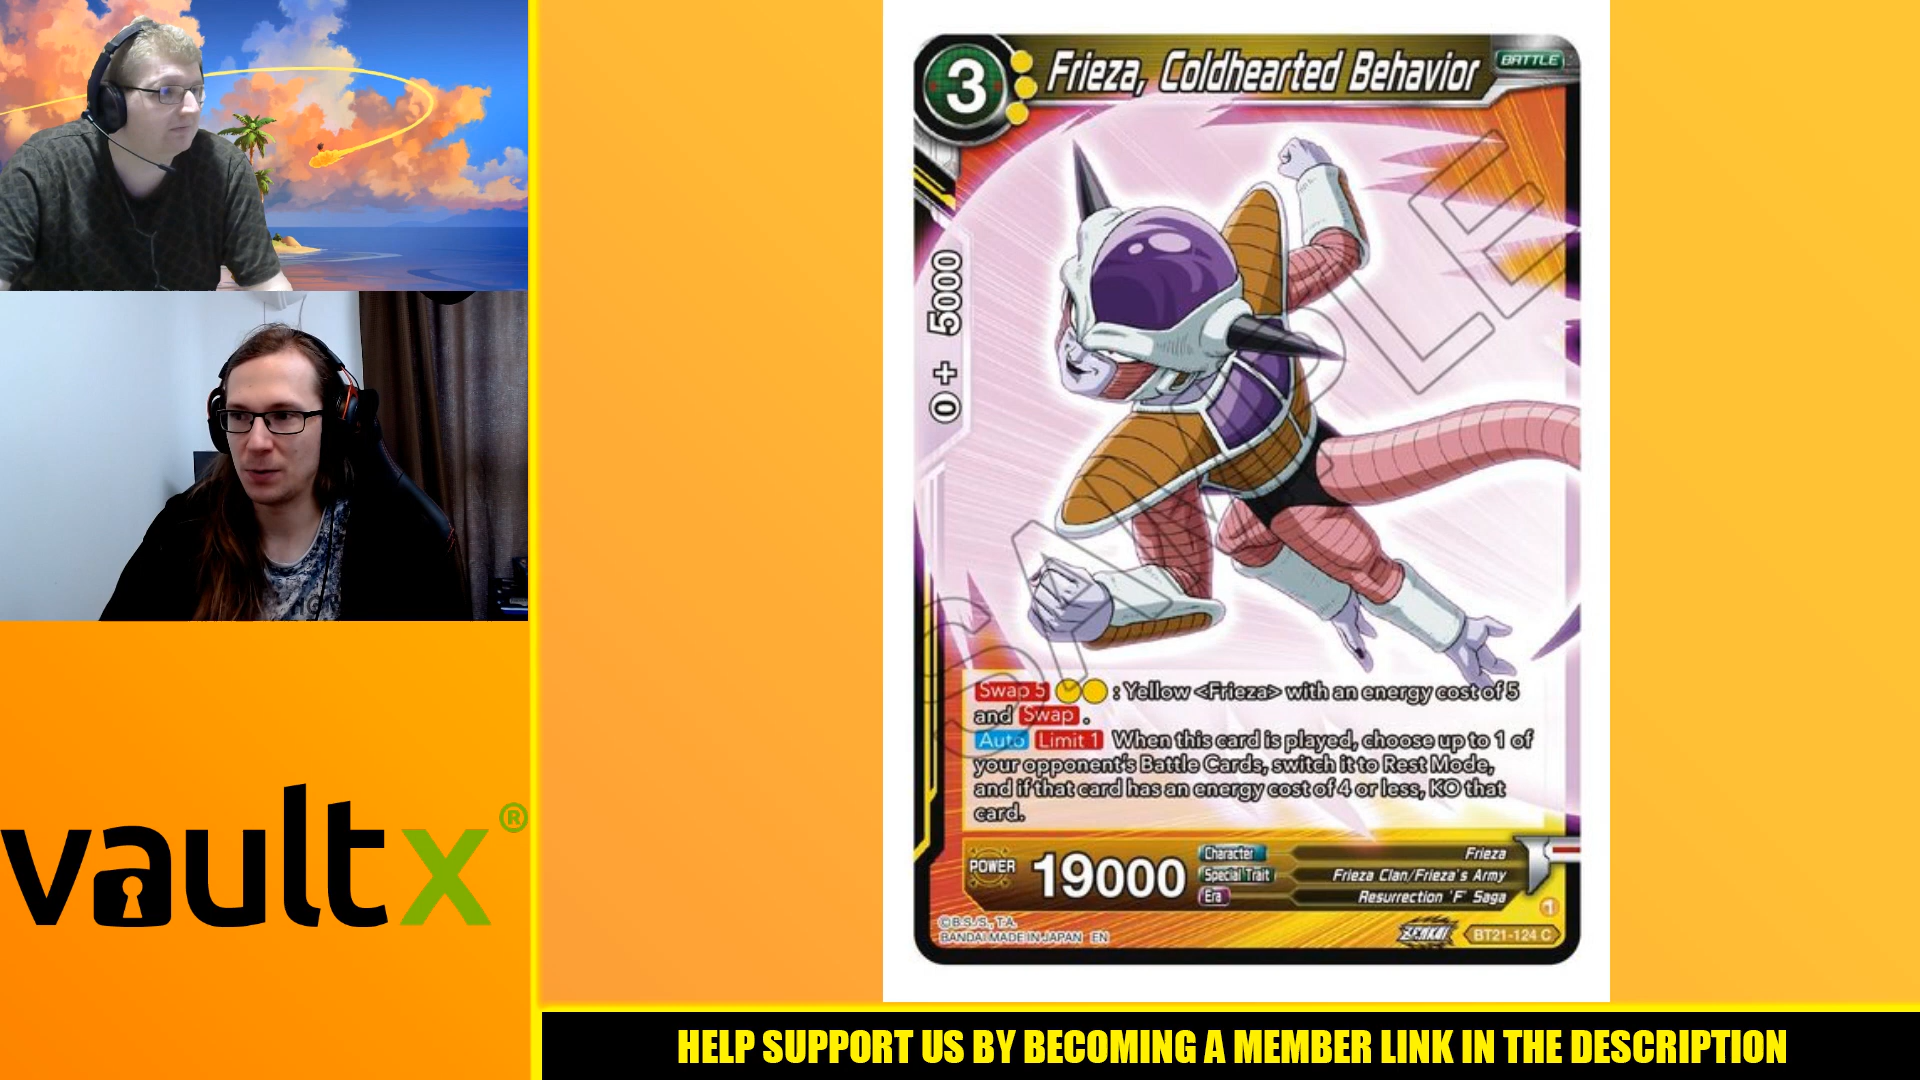 3
Frieza, Coldhearted Behavior
BATTLE
0 + 5000
SAMPLE
Swap 5 : Yellow <Frieza> with an energy cost of 5
and Swap .
Auto Limit 1 When this card is played, choose up to 1 of
your opponent's Battle Cards, switch it to Rest Mode,
and if that card has an energy cost of 4 or less, KO that
card.
POWER 19000
Character Frieza
Special Trait Frieza Clan/Frieza's Army
Era Resurrection 'F' Saga
1
©B.S./S., T.A.
BANDAI MADE IN JAPAN EN
ZENKAI
BT21-124 C
vaultx®
HELP SUPPORT US BY BECOMING A MEMBER LINK IN THE DESCRIPTION